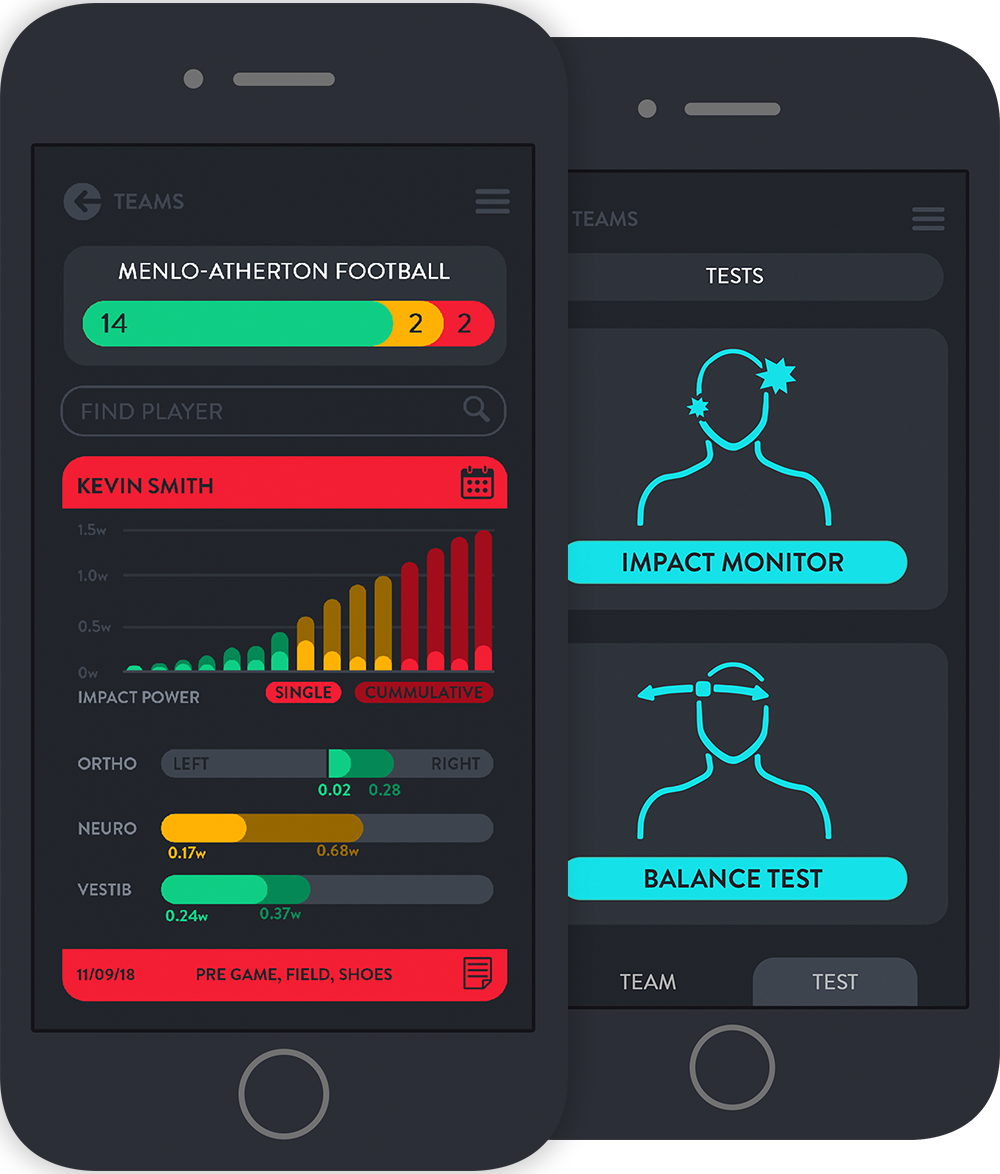 TEAMS
MENLO-ATHERTON FOOTBALL
14 2 2
FIND PLAYER
KEVIN SMITH
1.5w
1.0w
0.5w
0w
IMPACT POWER SINGLE CUMMULATIVE
ORTHO LEFT RIGHT
0.02 0.28
NEURO
0.17w 0.68w
VESTIB
0.24w 0.37w
11/09/18 PRE GAME, FIELD, SHOES
TEAMS
TESTS
IMPACT MONITOR
BALANCE TEST
TEAM TEST